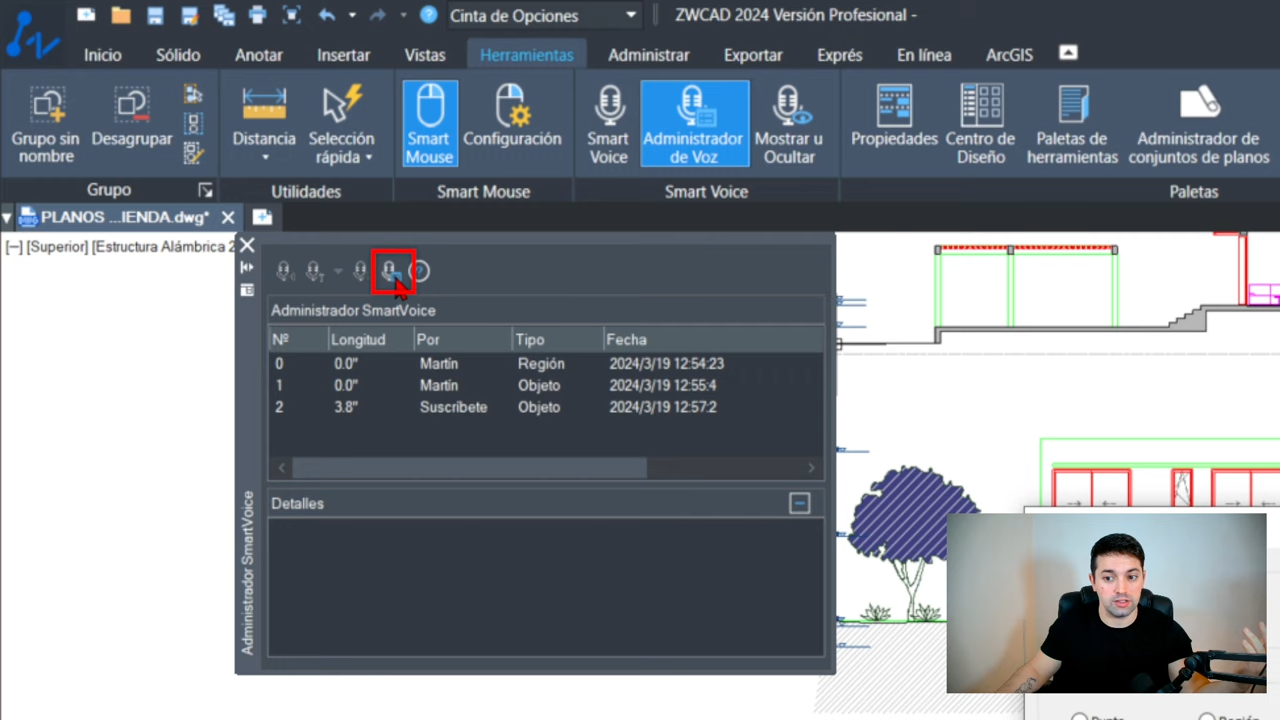 Cinta de Opciones
ZWCAD 2024 Versión Profesional -
Inicio Sólido Anotar Insertar Vistas Herramientas Administrar Exportar Exprés En línea ArcGIS
Grupo sin nombre
Desagrupar
Distancia
Selección rápida
Smart Mouse
Configuración
Smart Voice
Administrador de Voz
Mostrar u Ocultar
Propiedades
Centro de Diseño
Paletas de herramientas
Administrador de conjuntos de planos
Grupo Utilidades Smart Mouse Smart Voice Paletas
PLANOS ...IENDA.dwg*
[─] [Superior] [Estructura Alámbrica 2
Administrador SmartVoice
Nº Longitud Por Tipo Fecha
0 0.0" Martín Región 2024/3/19 12:54:23
1 0.0" Martín Objeto 2024/3/19 12:55:4
2 3.8" Suscríbete Objeto 2024/3/19 12:57:2
Detalles
Administrador SmartVoice